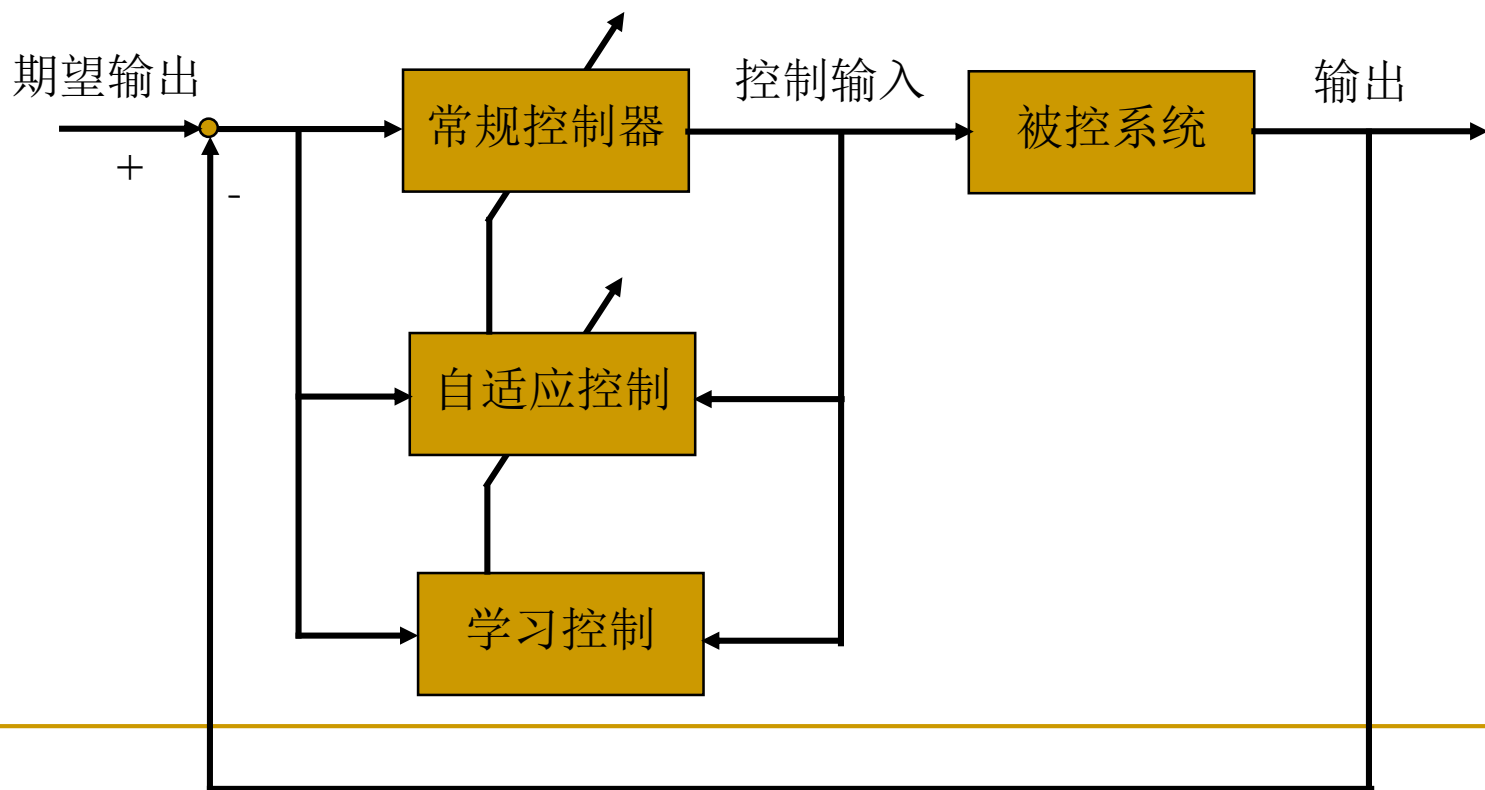 期望输出
常规控制器
控制输入
被控系统
输出
+
-
自适应控制
学习控制